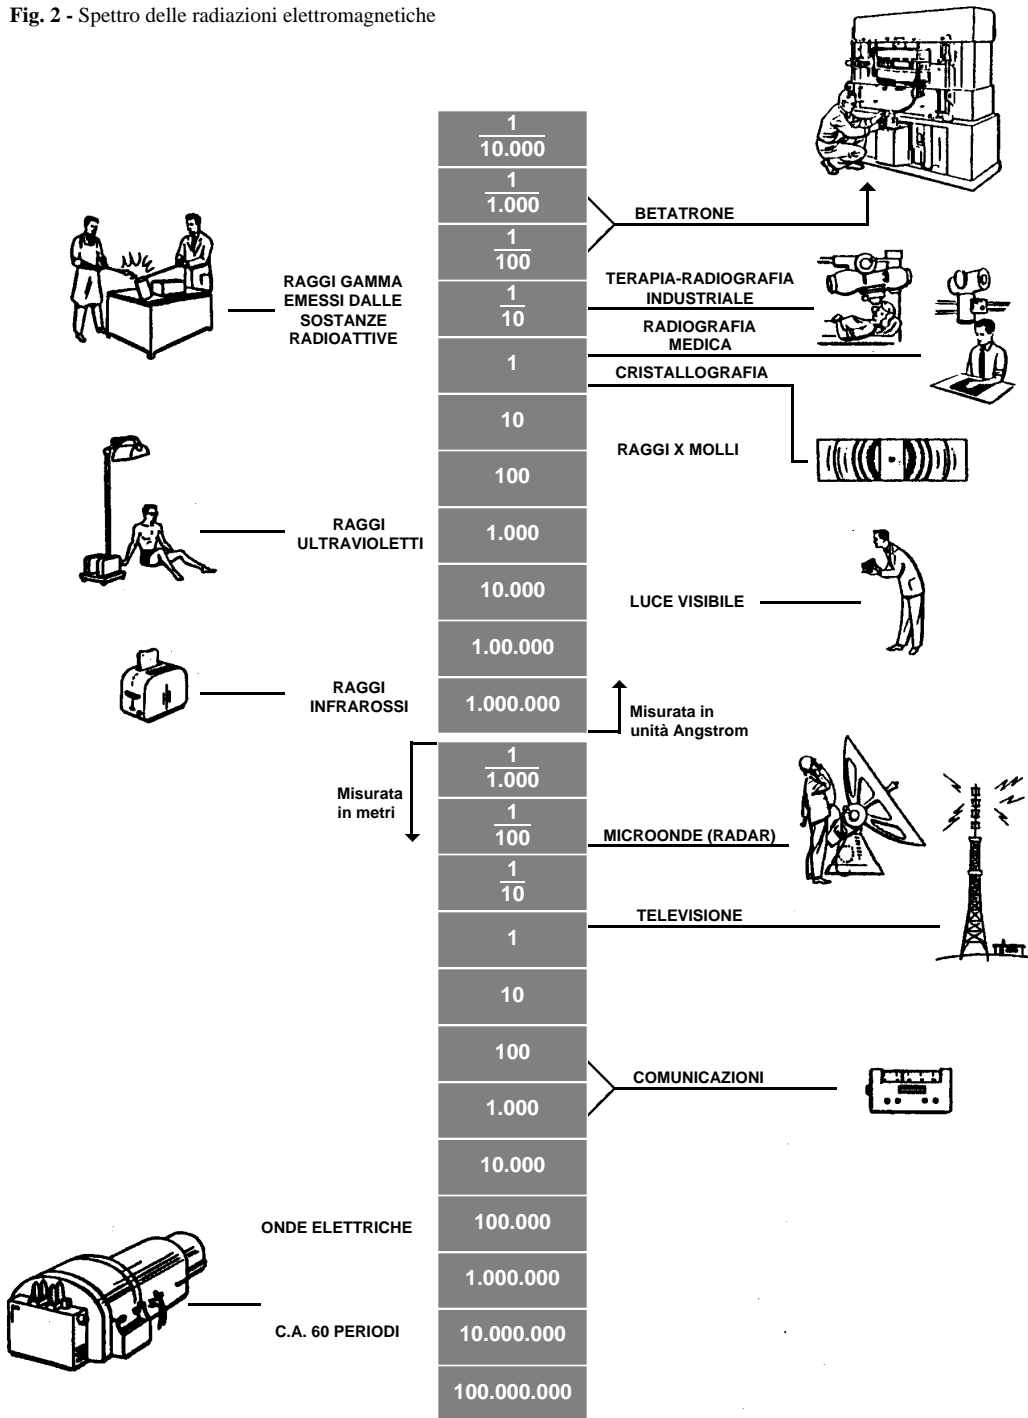 Fig. 2 - Spettro delle radiazioni elettromagnetiche
1
10.000
1
1.000
BETATRONE
1
100
RAGGI GAMMA
EMESSI DALLE
SOSTANZE
RADIOATTIVE
TERAPIA-RADIOGRAFIA
INDUSTRIALE
1
10
RADIOGRAFIA
MEDICA
1
CRISTALLOGRAFIA
10
RAGGI X MOLLI
100
RAGGI
ULTRAVIOLETTI
1.000
10.000
LUCE VISIBILE
1.00.000
RAGGI
INFRAROSSI
1.000.000
Misurata in
unità Angstrom
1
1.000
Misurata
in metri
1
100
MICROONDE (RADAR)
1
10
TELEVISIONE
1
10
100
COMUNICAZIONI
1.000
10.000
100.000
ONDE ELETTRICHE
1.000.000
C.A. 60 PERIODI
10.000.000
100.000.000